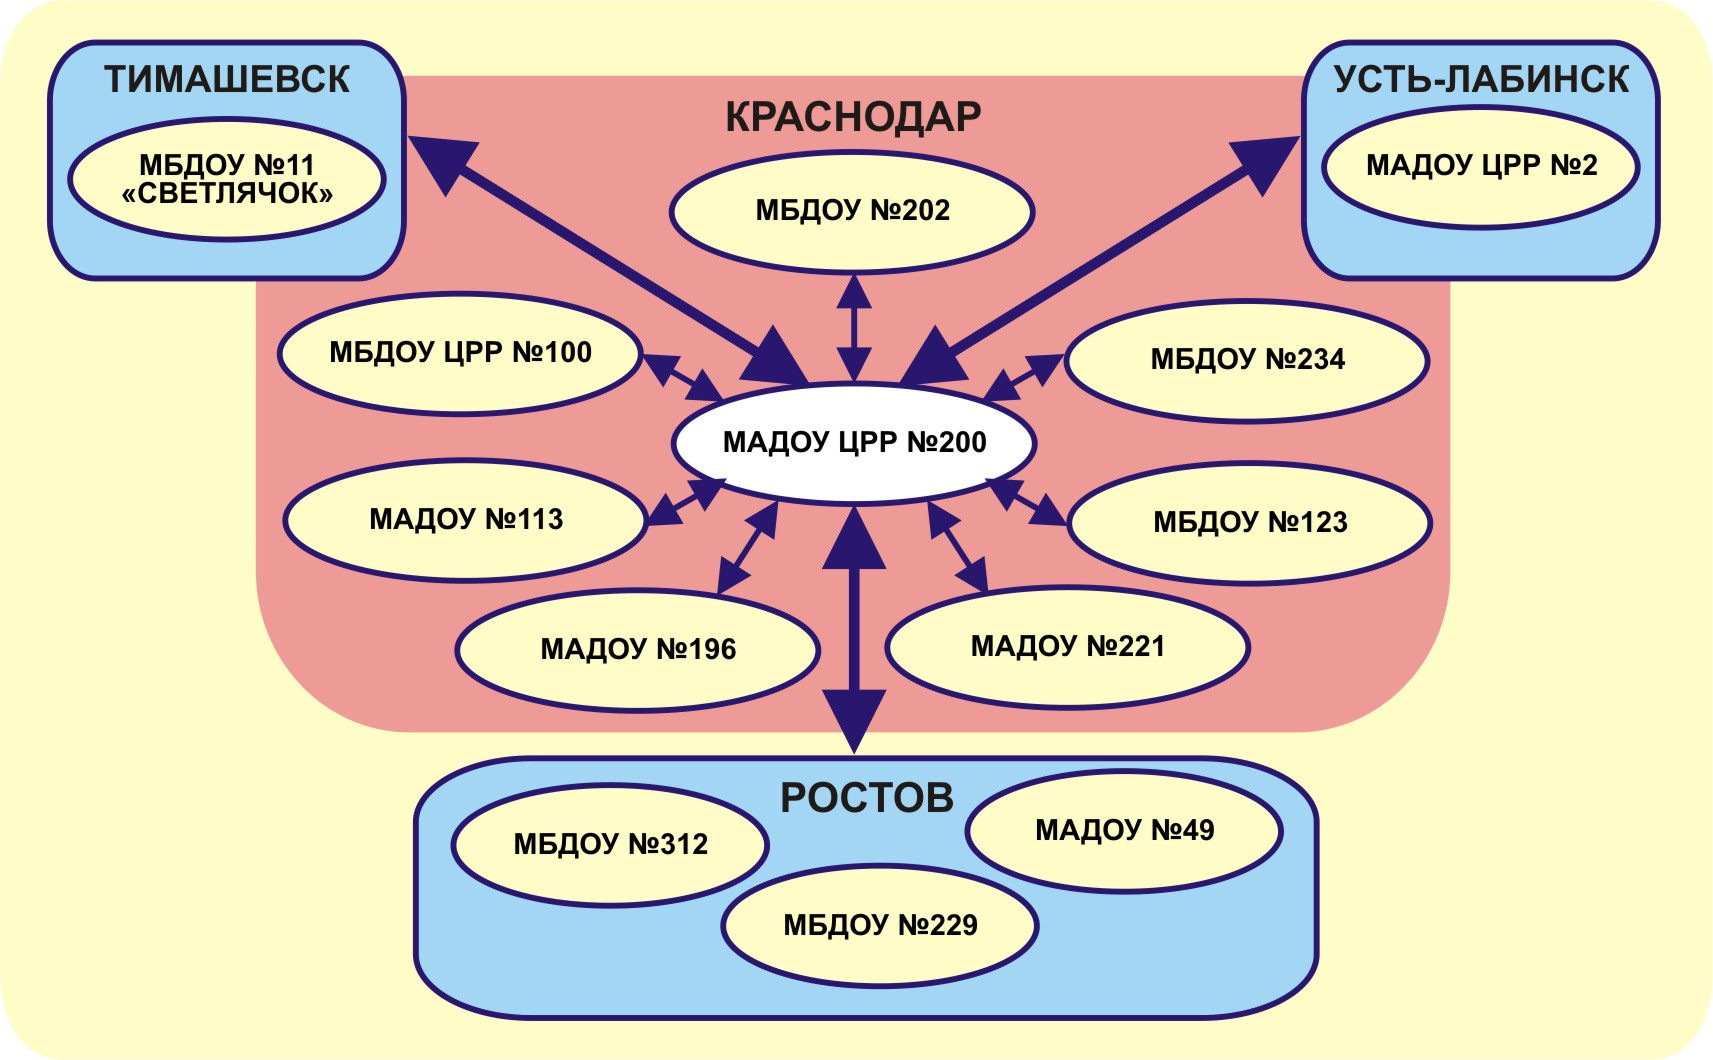 ТИМАШЕВСК
МБДОУ №11
«СВЕТЛЯЧОК»
КРАСНОДАР
УСТЬ-ЛАБИНСК
МАДОУ ЦРР №2
МБДОУ №202
МБДОУ ЦРР №100
МБДОУ №234
МАДОУ ЦРР №200
МАДОУ №113
МБДОУ №123
МАДОУ №196
МАДОУ №221
РОСТОВ
МБДОУ №312
МАДОУ №49
МБДОУ №229